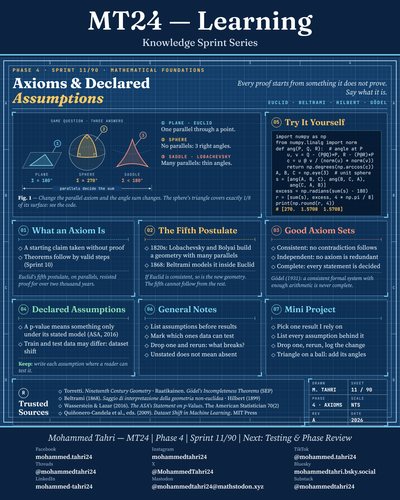 MT24 — Learning
Knowledge Sprint Series
PHASE 4 · SPRINT 11/90 · MATHEMATICAL FOUNDATIONS
Axioms & Declared
Assumptions
Every proof starts from something it does not prove.
Say what it is.
EUCLID · BELTRAMI · HILBERT · GÖDEL
SAME QUESTION · THREE ANSWERS
PLANE
Σ = 180°
SPHERE
Σ = 270°
SADDLE
Σ < 180°
parallels decide the sum
① PLANE · EUCLID
One parallel through a point.
② SPHERE
No parallels; 3 right angles.
③ SADDLE · LOBACHEVSKY
Many parallels; thin angles.
Fig. 1 — Change the parallel axiom and the angle sum changes. The sphere's triangle covers exactly 1/8
of its surface: see the code.
05 Try It Yourself
import numpy as np
from numpy.linalg import norm
def ang(P, Q, R): # angle at P
A, B, C = np.eye(3) # unit sphere
s = [ang(A, B, C), ang(B, C, A),
ang(C, A, B)]
excess = np.radians(sum(s) - 180)
r = [sum(s), excess, 4 * np.pi / 8]
print(np.round(r, 4))
# [270. 1.5708 1.5708]
01 What an Axiom Is
◇ A starting claim taken without proof
◇ Theorems follow by valid steps
(Sprint 10)
Euclid's fifth postulate, on parallels, resisted
proof for over two thousand years.
02 The Fifth Postulate
◇ 1820s: Lobachevsky and Bolyai build
a geometry with many parallels
◇ 1868: Beltrami models it inside Euclid
If Euclid is consistent, so is the new geometry.
The fifth cannot follow from the rest.
03 Good Axiom Sets
◇ Consistent: no contradiction follows
◇ Independent: no axiom is redundant
◇ Complete: every statement is decided
Gödel (1931): a consistent formal system with
enough arithmetic is never complete.
04 Declared Assumptions
◇ A p-value means something only
under its stated model (ASA, 2016)
◇ Train and test data may differ: dataset
shift
Keep: write each assumption where a reader can
test it.
06 General Notes
◇ List assumptions before results
◇ Mark which ones data can test
◇ Drop one and rerun: what breaks?
◇ Unstated does not mean absent
07 Mini Project
◇ Pick one result I rely on
◇ List every assumption behind it
◇ Drop one, rerun, log the change
◇ Triangle on a ball: add its angles
R
Trusted
Sources
◇ Torretti. Nineteenth Century Geometry · Raatikainen. Gödel's Incompleteness Theorems (SEP)
◇ Beltrami (1868). Saggio di interpretazione della geometria non-euclidea · Hilbert (1899)
◇ Wasserstein & Lazar (2016). The ASA Statement on p-Values. The American Statistician 70(2)
◇ Quiñonero-Candela et al., eds. (2009). Dataset Shift in Machine Learning. MIT Press
DRAWN
M. TAHRI
SHEET
11 / 90
PHASE
4 · AXIOMS
SCALE
NTS
REV
A
DATE
2026
Mohammed Tahri — MT24 | Phase 4 | Sprint 11/90 | Next: Testing & Phase Review
Facebook
mohammed.tahri24
Instagram
mohammedtahri24
TikTok
@mohammed.tahri24
Threads
@mohammedtahri24
X
@MohammedTahri24
Bluesky
mohammedtahri.bsky.social
LinkedIn
mohammed-tahri24
Mastodon
@mohammedtahri24@mathstodon.xyz
Substack
@mohammedtahri24